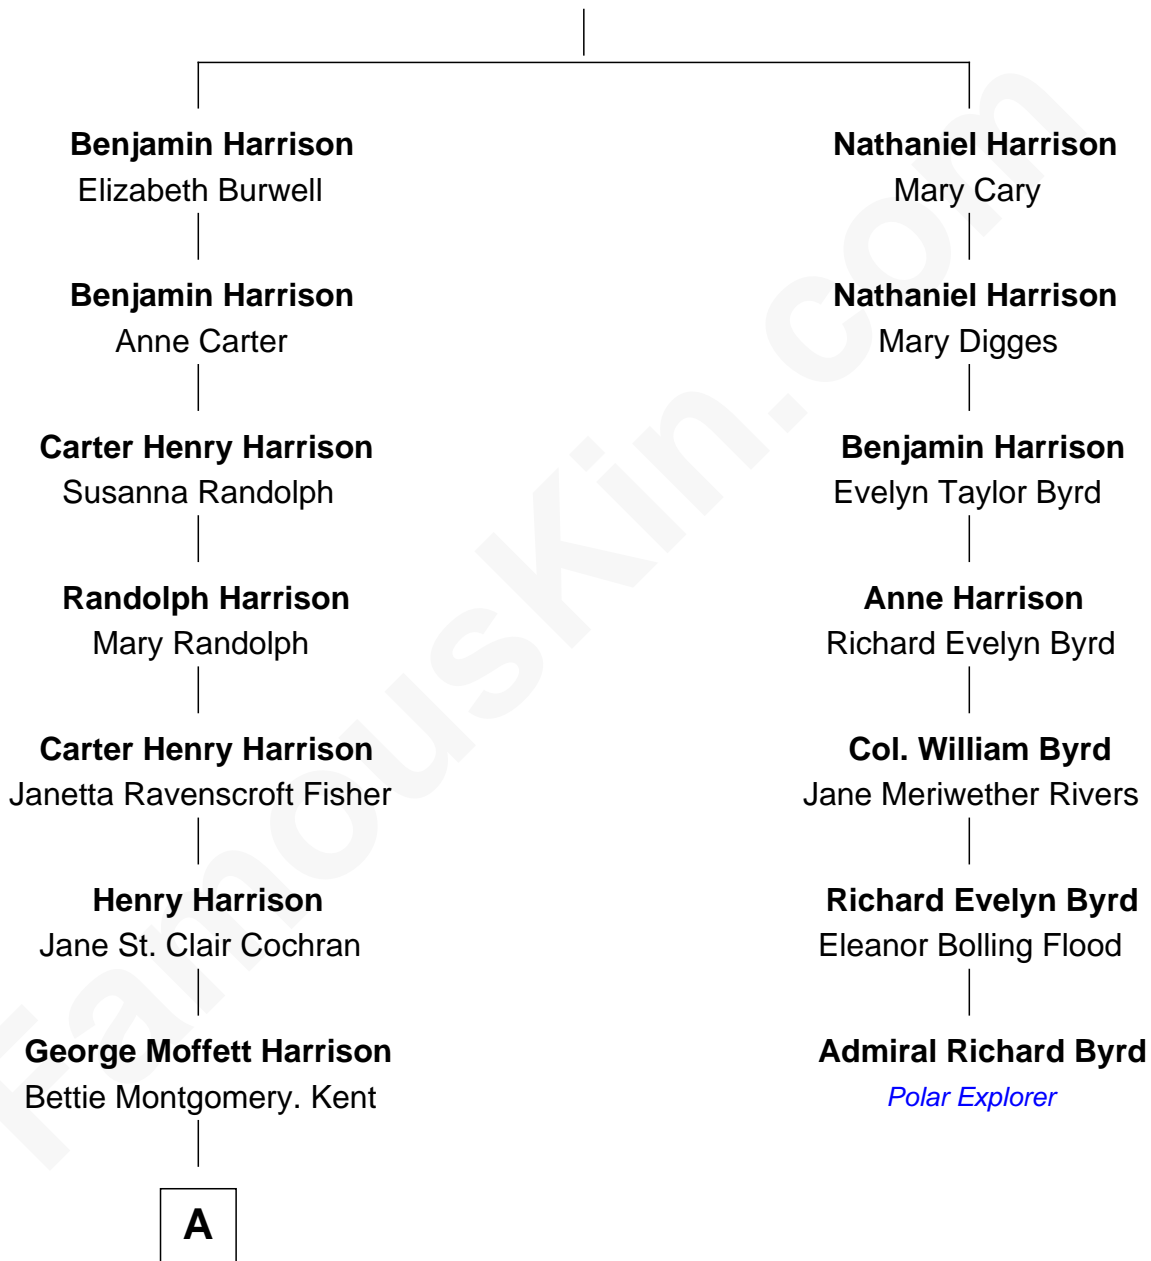 Benjamin Harrison
Elizabeth Burwell
Nathaniel Harrison
Mary Cary
Benjamin Harrison
Anne Carter
Nathaniel Harrison
Mary Digges
Carter Henry Harrison
Susanna Randolph
Benjamin Harrison
Evelyn Taylor Byrd
Randolph Harrison
Mary Randolph
Anne Harrison
Richard Evelyn Byrd
Carter Henry Harrison
Janetta Ravenscroft Fisher
Col. William Byrd
Jane Meriwether Rivers
Henry Harrison
Jane St. Clair Cochran
Richard Evelyn Byrd
Eleanor Bolling Flood
George Moffett Harrison
Bettie Montgomery. Kent
Admiral Richard Byrd
Polar Explorer
A
FamousKin.com